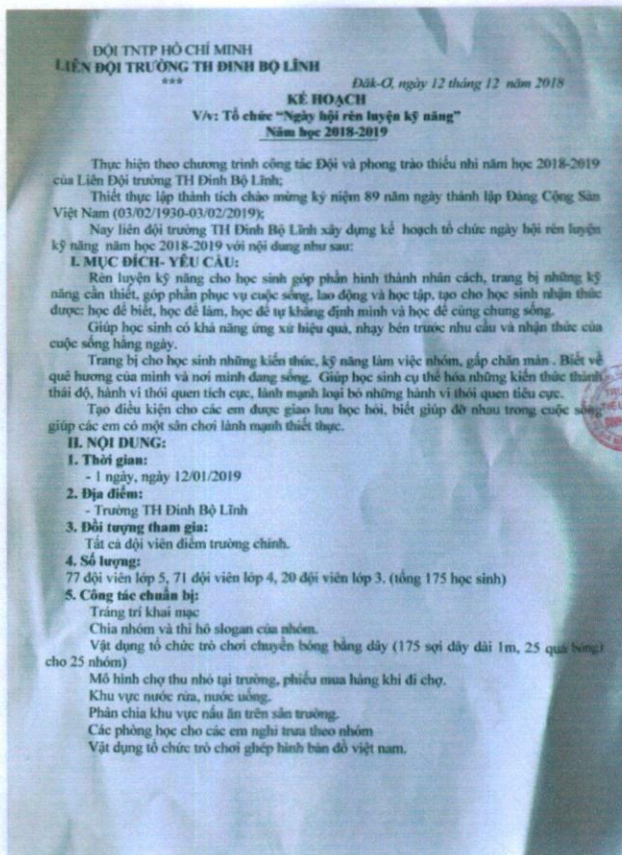 ĐỘI TNTP HỒ CHÍ MINH
LIÊN ĐỘI TRƯỜNG TH ĐINH BỘ LĨNH
***
Đăk-Ơ, ngày 12 tháng 12 năm 2018
KẾ HOẠCH
V/v: Tổ chức “Ngày hội rèn luyện kỹ năng”
Năm học 2018-2019
Thực hiện theo chương trình công tác Đội và phong trào thiếu nhi năm học 2018-2019
của Liên Đội trường TH Đinh Bộ Lĩnh;
Thiết thực lập thành tích chào mừng kỷ niệm 89 năm ngày thành lập Đảng Cộng Sản
Việt Nam (03/02/1930-03/02/2019);
Nay liên đội trường TH Đinh Bộ Lĩnh xây dựng kế hoạch tổ chức ngày hội rèn luyện
kỹ năng năm học 2018-2019 với nội dung như sau:
I. MỤC ĐÍCH- YÊU CẦU:
Rèn luyện kỹ năng cho học sinh góp phần hình thành nhân cách, trang bị những kỹ
năng cần thiết, góp phần phục vụ cuộc sống, lao động và học tập, tạo cho học sinh nhận thức
được: học để biết, học để làm, học để tự khẳng định mình và học để cùng chung sống.
Giúp học sinh có khả năng ứng xử hiệu quả, nhạy bén trước nhu cầu và nhận thức của
cuộc sống hằng ngày.
Trang bị cho học sinh những kiến thức, kỹ năng làm việc nhóm, gấp chăn màn . Biết về
quê hương của mình và nơi mình đang sống. Giúp học sinh cụ thể hóa những kiến thức thành
thái độ, hành vi thói quen tích cực, lành mạnh loại bỏ những hành vi thói quen tiêu cực.
Tạo điều kiện cho các em được giao lưu học hỏi, biết giúp đỡ nhau trong cuộc sống
giúp các em có một sân chơi lành mạnh thiết thực.
II. NỘI DUNG:
1. Thời gian:
- 1 ngày, ngày 12/01/2019
2. Địa điểm:
- Trường TH Đinh Bộ Lĩnh
3. Đối tượng tham gia:
Tất cả đội viên điểm trường chính.
4. Số lượng:
77 đội viên lớp 5, 71 đội viên lớp 4, 20 đội viên lớp 3. (tổng 175 học sinh)
5. Công tác chuẩn bị:
Trảng trí khai mạc
Chia nhóm và thi hô slogan của nhóm.
Vật dụng tổ chức trò chơi chuyền bóng bằng dây (175 sợi dây dài 1m, 25 quả bóng)
cho 25 nhóm)
Mô hình chợ thu nhỏ tại trường, phiếu mua hàng khi đi chợ.
Khu vực nước rửa, nước uống.
Phân chia khu vực nấu ăn trên sân trường.
Các phòng học cho các em nghỉ trưa theo nhóm
Vật dụng tổ chức trò chơi ghép hình bản đồ việt nam.